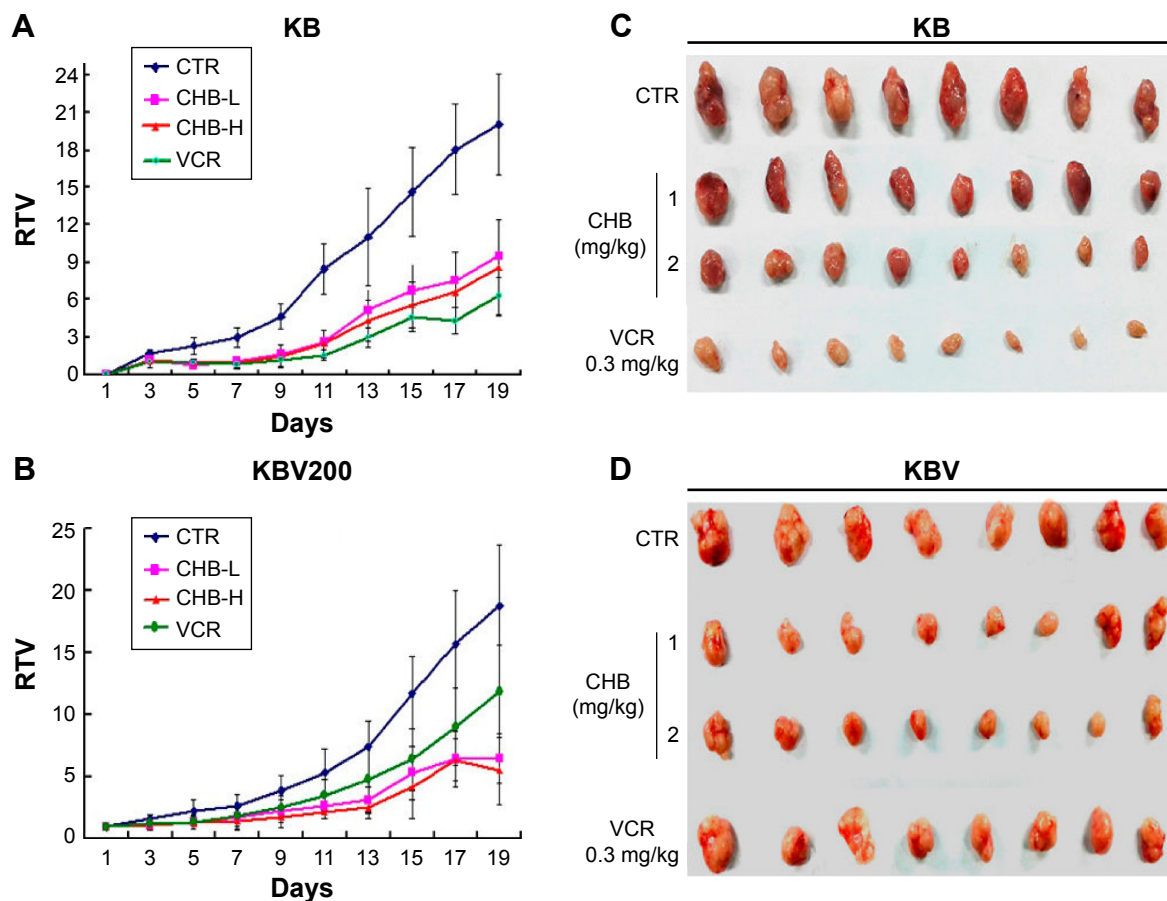 A
KB
CTR
CHB-L
CHB-H
VCR
24
21
18
15
12
9
6
3
0
RTV
1 3 5 7 9 11 13 15 17 19
Days
B
KBV200
CTR
CHB-L
CHB-H
VCR
25
20
15
10
5
0
RTV
1 3 5 7 9 11 13 15 17 19
Days
C
KB
CTR
CHB
(mg/kg)
1
2
VCR
0.3 mg/kg
D
KBV
CTR
CHB
(mg/kg)
1
2
VCR
0.3 mg/kg